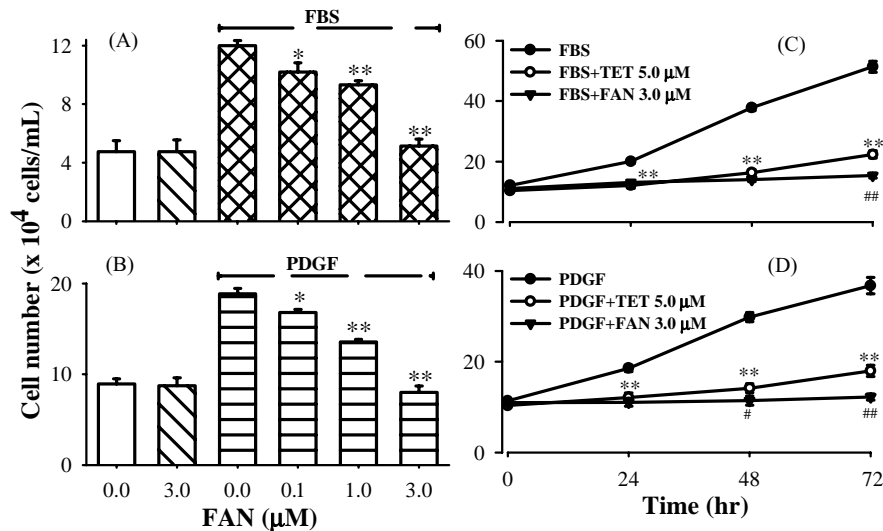 Cell number (x 10⁴ cells/mL)
(A)
FBS
12
8
4
0
*
**
**
(B)
PDGF
20
10
0
*
**
**
0.0 3.0 0.0 0.1 1.0 3.0
FAN (μM)
(C)
FBS
FBS+TET 5.0 μM
FBS+FAN 3.0 μM
60
40
20
0
**
**
**
##
(D)
PDGF
PDGF+TET 5.0 μM
PDGF+FAN 3.0 μM
40
20
0
**
**
**
#
##
0 24 48 72
Time (hr)